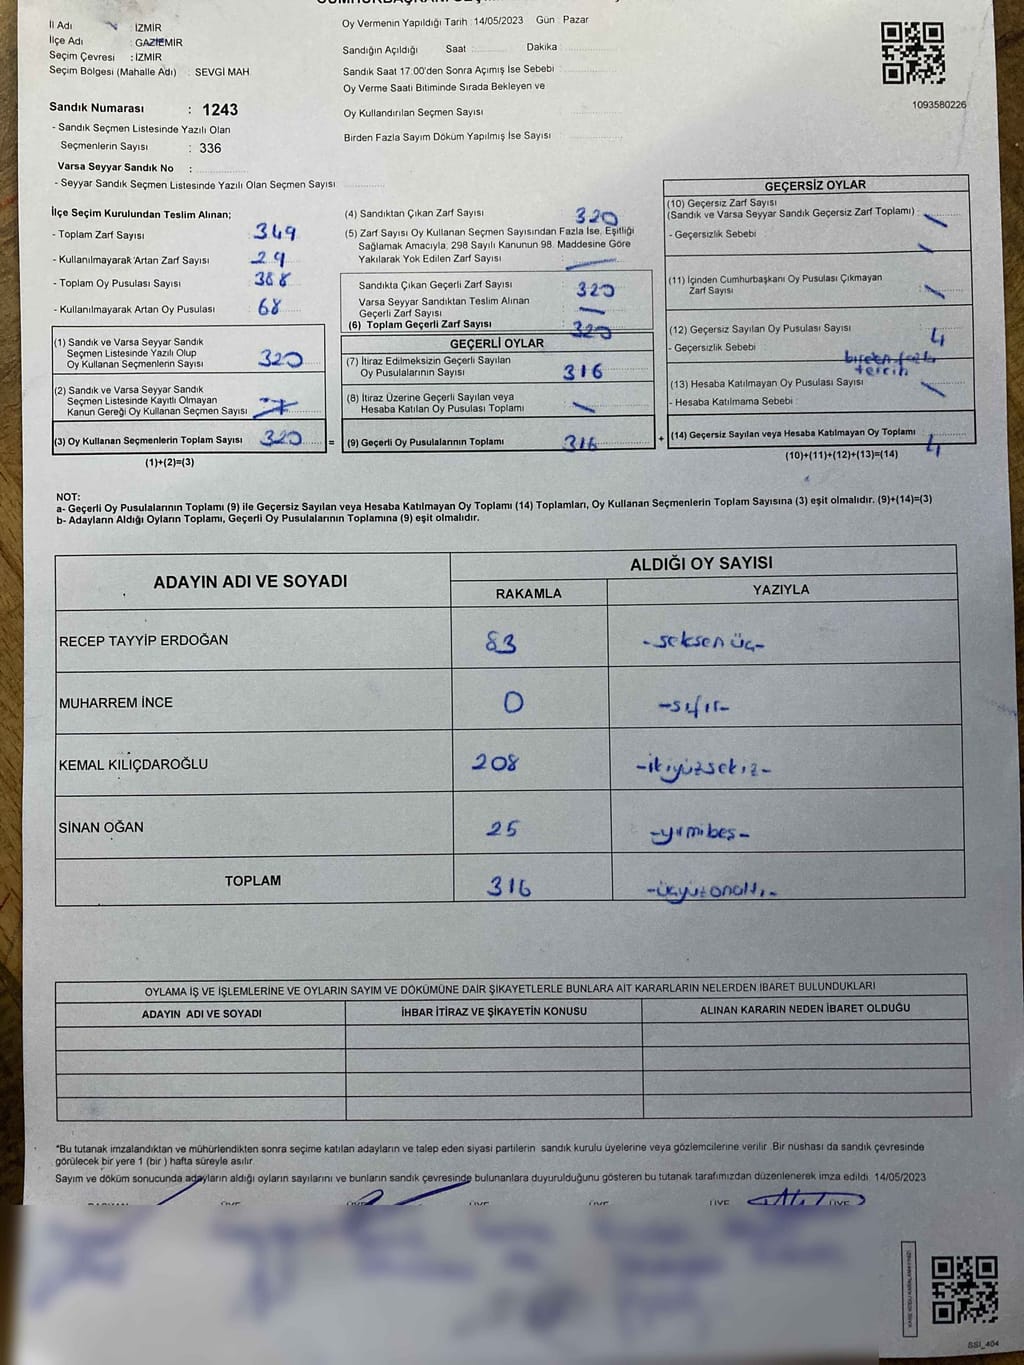 İl Adı : İZMİR
İlçe Adı : GAZİEMİR
Seçim Çevresi : İZMİR
Seçim Bölgesi (Mahalle Adı) : SEVGİ MAH
Sandık Numarası : 1243
- Sandık Seçmen Listesinde Yazılı Olan
Seçmenlerin Sayısı : 336
Varsa Seyyar Sandık No :
- Seyyar Sandık Seçmen Listesinde Yazılı Olan Seçmen Sayısı
Oy Vermenin Yapıldığı Tarih : 14/05/2023 Gün : Pazar
Sandığın Açıldığı Saat Dakika
Sandık Saat 17:00'den Sonra Açımış İse Sebebi :
Oy Verme Saati Bitiminde Sırada Bekleyen ve
Oy Kullandırılan Seçmen Sayısı
Birden Fazla Sayım Döküm Yapılmış İse Sayısı
1093580226
İlçe Seçim Kurulundan Teslim Alınan;
- Toplam Zarf Sayısı 349
- Kullanılmayarak Artan Zarf Sayısı 29
- Toplam Oy Pusulası Sayısı 388
- Kullanılmayarak Artan Oy Pusulası 68
(1) Sandık ve Varsa Seyyar Sandık
Seçmen Listesinde Yazılı Olup
Oy Kullanan Seçmenlerin Sayısı 320
(2) Sandık ve Varsa Seyyar Sandık
Seçmen Listesinde Kayıtlı Olmayan
Kanun Gereği Oy Kullanan Seçmen Sayısı
(3) Oy Kullanan Seçmenlerin Toplam Sayısı 320 =
(1)+(2)=(3)
(4) Sandıktan Çıkan Zarf Sayısı 320
(5) Zarf Sayısı Oy Kullanan Seçmen Sayısından Fazla İse, Eşitliği
Sağlamak Amacıyla, 298 Sayılı Kanunun 98. Maddesine Göre
Yakılarak Yok Edilen Zarf Sayısı :
Sandıkta Çıkan Geçerli Zarf Sayısı 320
Varsa Seyyar Sandıktan Teslim Alınan
Geçerli Zarf Sayısı
(6) Toplam Geçerli Zarf Sayısı 320
GEÇERLİ OYLAR
(7) İtiraz Edilmeksizin Geçerli Sayılan
Oy Pusulalarının Sayısı 316
(8) İtiraz Üzerine Geçerli Sayılan veya
Hesaba Katılan Oy Pusulası Toplamı
(9) Geçerli Oy Pusulalarının Toplamı 316 +
GEÇERSİZ OYLAR
(10) Geçersiz Zarf Sayısı
(Sandık ve Varsa Seyyar Sandık Geçersiz Zarf Toplamı) :
- Geçersizlik Sebebi
(11) İçinden Cumhurbaşkanı Oy Pusulası Çıkmayan
Zarf Sayısı
(12) Geçersiz Sayılan Oy Pusulası Sayısı 4
- Geçersizlik Sebebi : birden fazla
tercih
(13) Hesaba Katılmayan Oy Pusulası Sayısı
- Hesaba Katılmama Sebebi :
(14) Geçersiz Sayılan veya Hesaba Katılmayan Oy Toplamı 4
(10)+(11)+(12)+(13)=(14)
NOT:
a- Geçerli Oy Pusulalarının Toplamı (9) ile Geçersiz Sayılan veya Hesaba Katılmayan Oy Toplamı (14) Toplamları, Oy Kullanan Seçmenlerin Toplam Sayısına (3) eşit olmalıdır. (9)+(14)=(3)
b- Adayların Aldığı Oyların Toplamı, Geçerli Oy Pusulalarının Toplamına (9) eşit olmalıdır.
ADAYIN ADI VE SOYADI
ALDIĞI OY SAYISI
RAKAMLA YAZIYLA
RECEP TAYYİP ERDOĞAN 83 -seksen üç-
MUHARREM İNCE 0 -sıfır-
KEMAL KILIÇDAROĞLU 208 -ikiyüzsekiz-
SİNAN OĞAN 25 -yirmibeş-
TOPLAM 316 -üçyüzonaltı-
OYLAMA İŞ VE İŞLEMLERİNE VE OYLARIN SAYIM VE DÖKÜMÜNE DAİR ŞİKAYETLERLE BUNLARA AİT KARARLARIN NELERDEN İBARET BULUNDUKLARI
ADAYIN ADI VE SOYADI İHBAR İTİRAZ VE ŞİKAYETİN KONUSU ALINAN KARARIN NEDEN İBARET OLDUĞU
*Bu tutanak imzalandıktan ve mühürlendikten sonra seçime katılan adayların ve talep eden siyasi partilerin sandık kurulu üyelerine veya gözlemcilerine verilir. Bir nüshası da sandık çevresinde
görülecek bir yere 1 (bir ) hafta süreyle asılır.
Sayım ve döküm sonucunda adayların aldığı oyların sayılarını ve bunların sandık çevresinde bulunanlara duyurulduğunu gösteren bu tutanak tarafımızdan düzenlenerek imza edildi 14/05/2023
ÜYE ÜYE ÜYE ÜYE ÜYE
SSİ_404